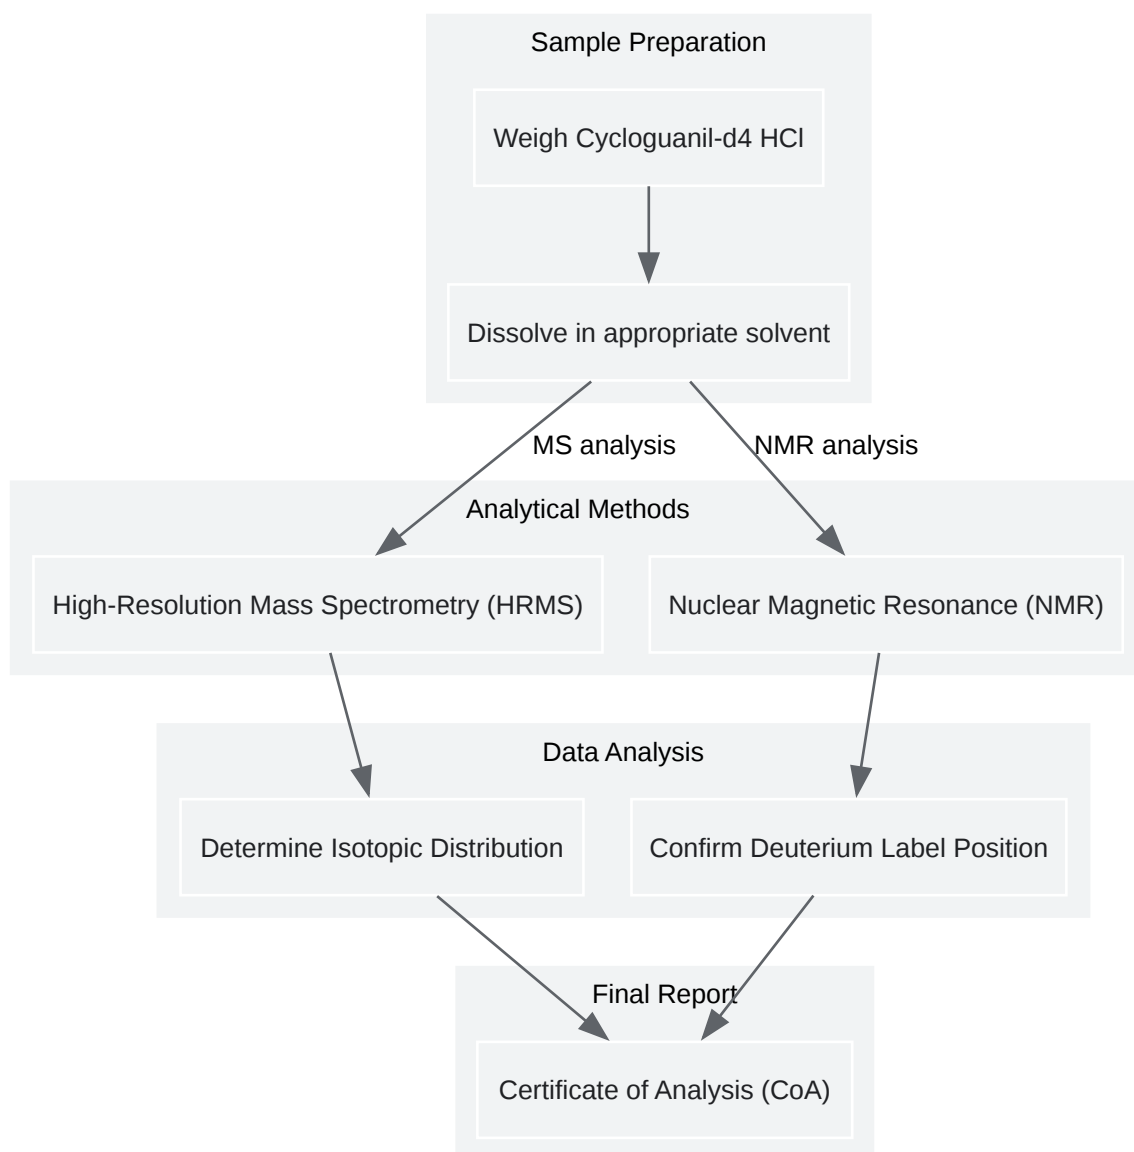 Sample Preparation
Weigh Cycloguanil-d4 HCl
Dissolve in appropriate solvent
MS analysis
NMR analysis
Analytical Methods
High-Resolution Mass Spectrometry (HRMS)
Nuclear Magnetic Resonance (NMR)
Data Analysis
Determine Isotopic Distribution
Confirm Deuterium Label Position
Final Report
Certificate of Analysis (CoA)